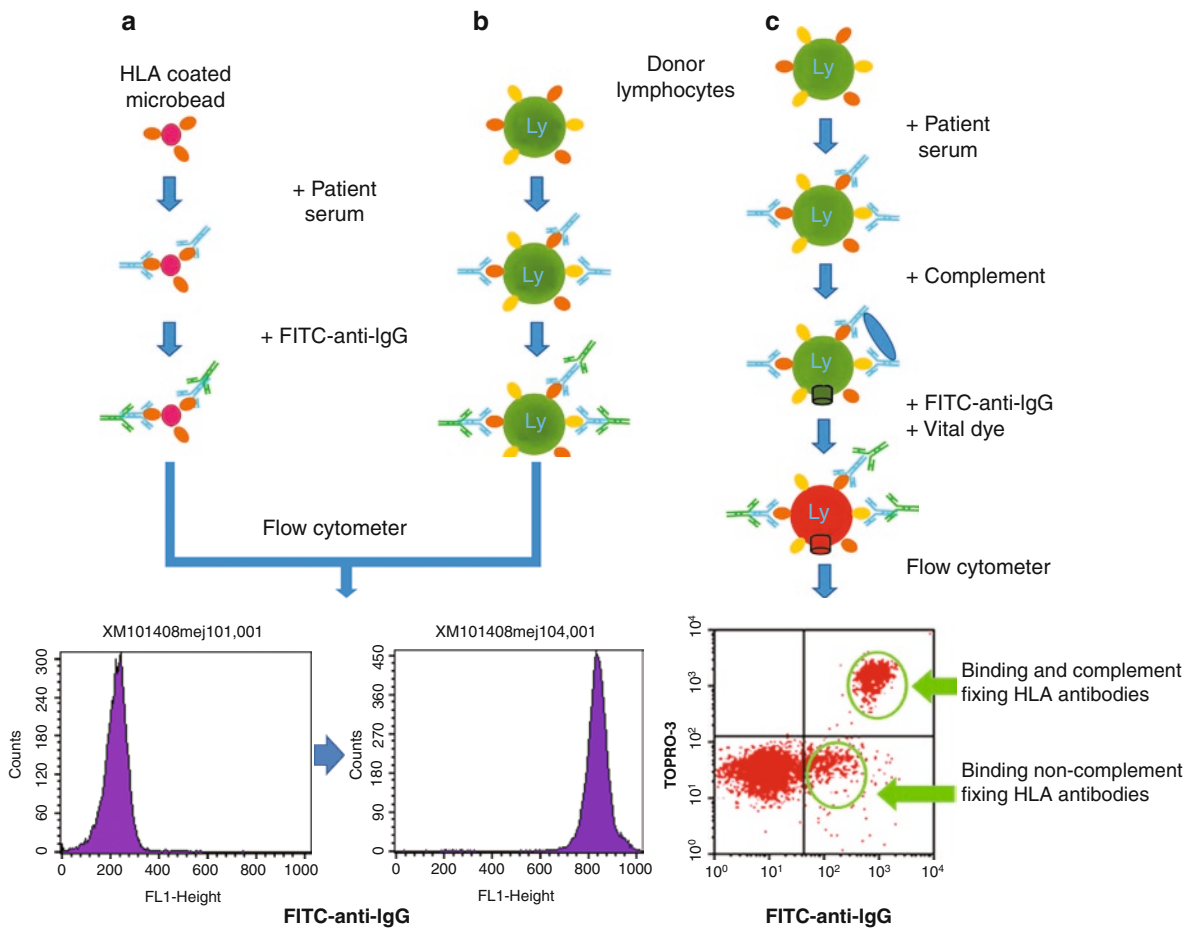 a
b
c
HLA coated
microbead
Donor
lymphocytes
Ly
Ly
+ Patient
serum
+ Patient
serum
Ly
Ly
+ Complement
+ FITC-anti-IgG
Ly
Ly
+ FITC-anti-IgG
+ Vital dye
Ly
Flow cytometer
Flow cytometer
XM101408mej101,001
300
240
180
120
60
0
Counts
0 200 400 600 800 1000
FL1-Height
XM101408mej104,001
450
360
270
180
90
0
Counts
0 200 400 600 800 1000
FL1-Height
FITC-anti-IgG
10⁴
10³
10²
10¹
10⁰
TOPRO-3
10⁰ 10¹ 10² 10³ 10⁴
FITC-anti-IgG
Binding and complement
fixing HLA antibodies
Binding non-complement
fixing HLA antibodies